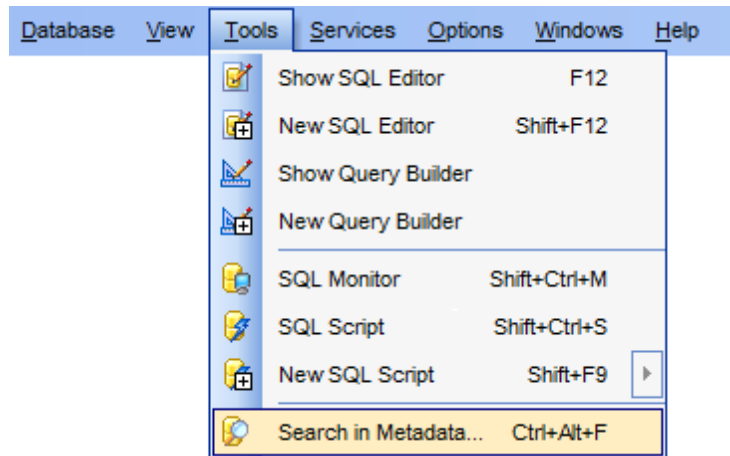 Database View Tools Services Options Windows Help
Show SQL Editor F12
New SQL Editor Shift+F12
Show Query Builder
New Query Builder
SQL Monitor Shift+Ctrl+M
SQL Script Shift+Ctrl+S
New SQL Script Shift+F9
Search in Metadata... Ctrl+Alt+F